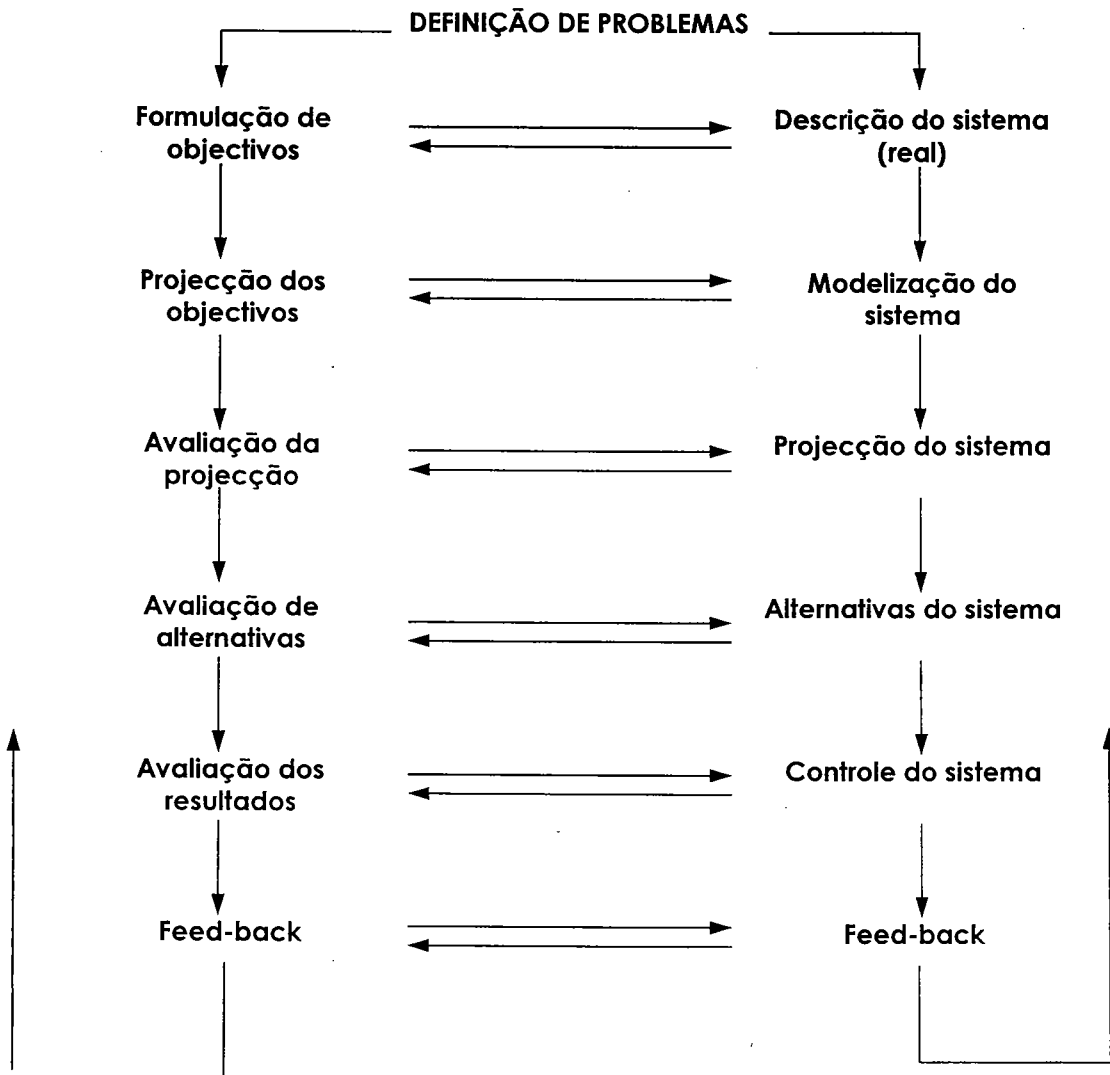 DEFINIÇÃO DE PROBLEMAS
Formulação de
objectivos
Descrição do sistema
(real)
Projecção dos
objectivos
Modelização do
sistema
Avaliação da
projecção
Projecção do sistema
Avaliação de
alternativas
Alternativas do sistema
Avaliação dos
resultados
Controle do sistema
Feed-back
Feed-back